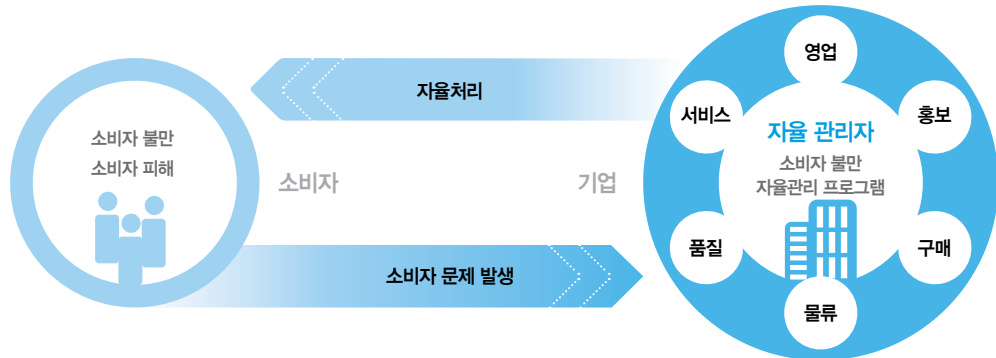 영업
자율처리
서비스
홍보
자율 관리자
소비자 불만
소비자 피해
소비자 불만
자율관리 프로그램
소비자
기업
품질
구매
소비자 문제 발생
물류